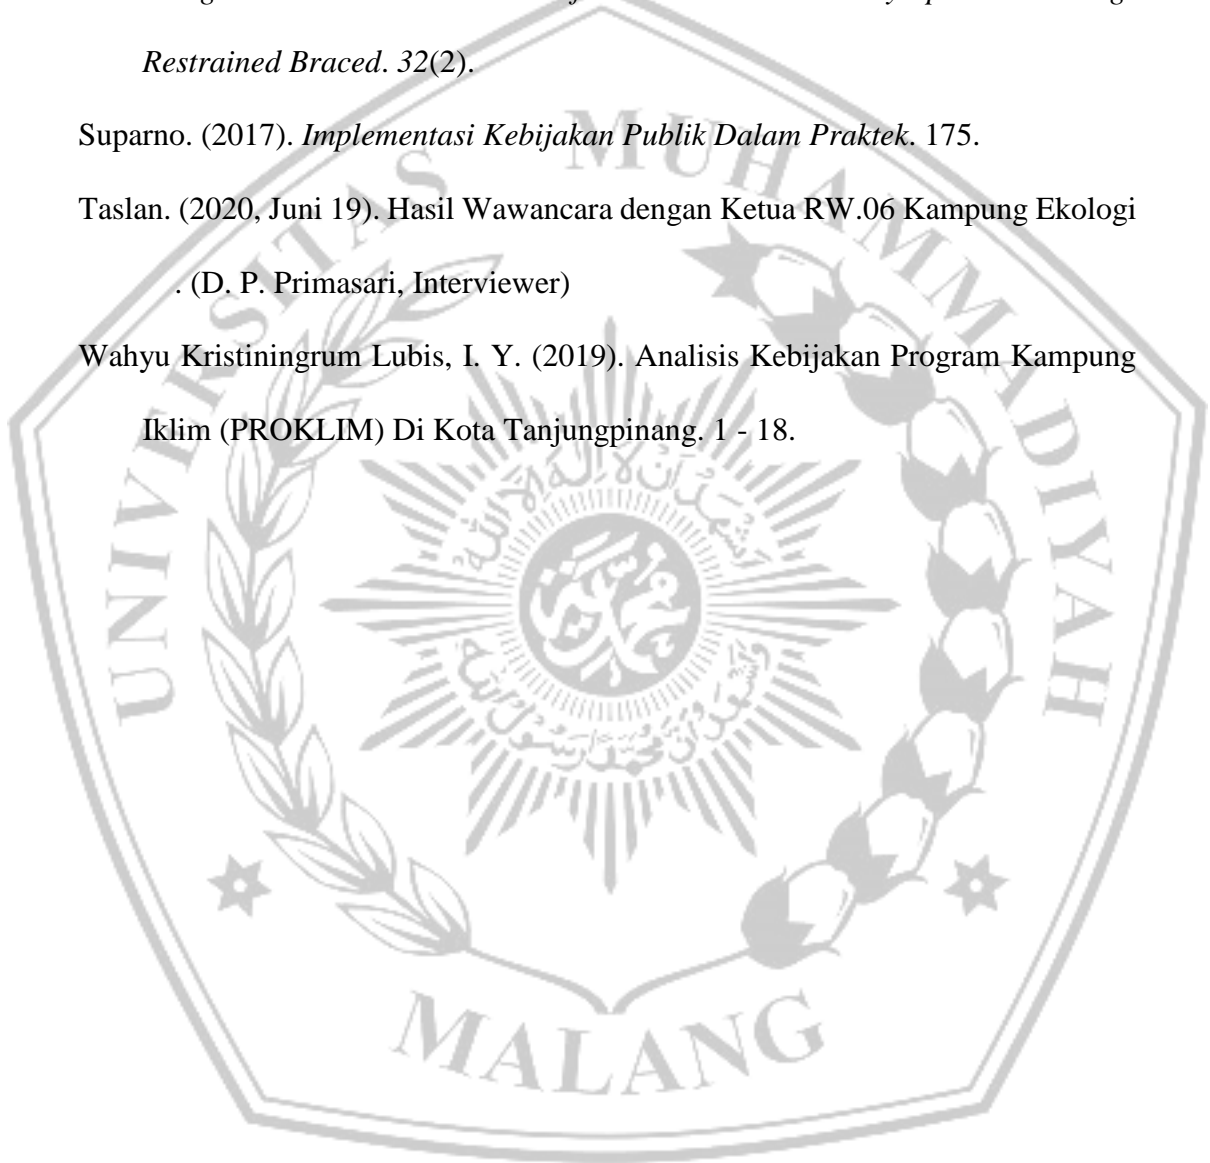 Restrained Braced. 32(2).
Suparno. (2017). Implementasi Kebijakan Publik Dalam Praktek. 175.
Taslan. (2020, Juni 19). Hasil Wawancara dengan Ketua RW.06 Kampung Ekologi
. (D. P. Primasari, Interviewer)
Wahyu Kristiningrum Lubis, I. Y. (2019). Analisis Kebijakan Program Kampung
Iklim (PROKLIM) Di Kota Tanjungpinang. 1 - 18.
UNIVERSITAS MUHAMMADIYAH
MALANG